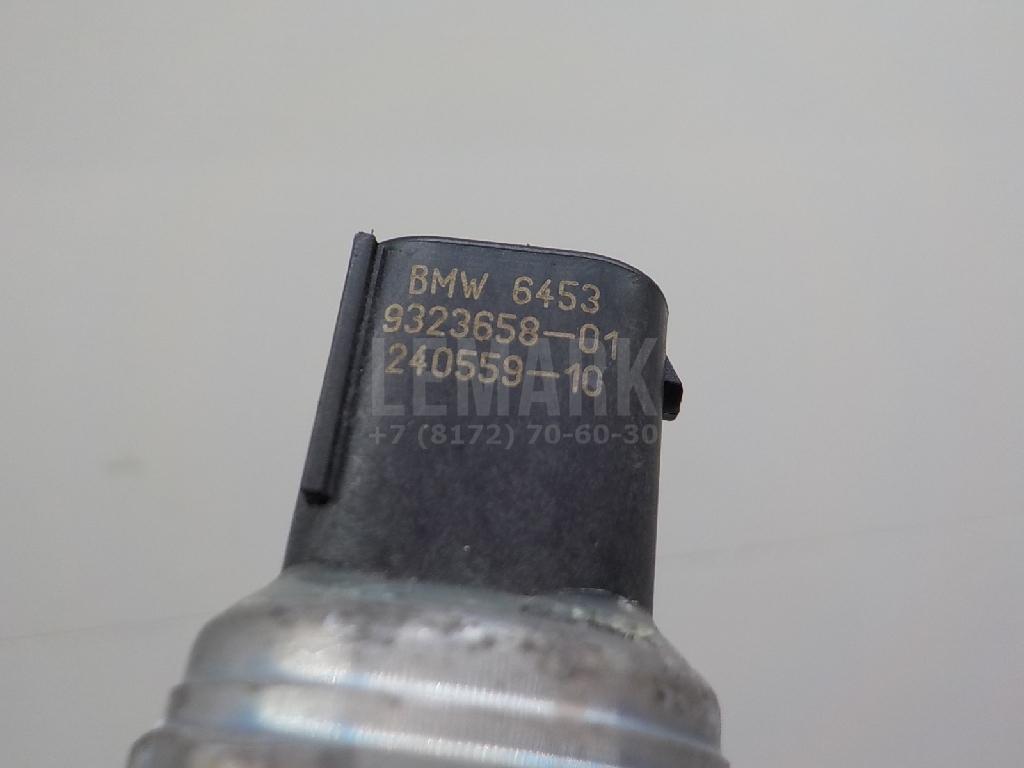 BMW 6453
9323658-01
240559-10
LEMARK
+7 (8172) 70-60-30